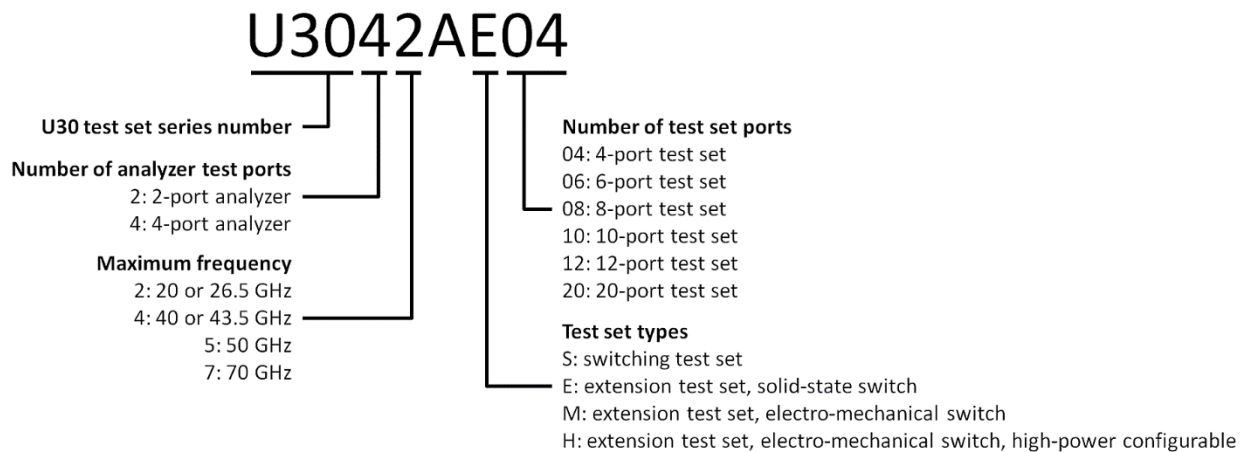 U3042AE04
U30 test set series number
Number of analyzer test ports
2: 2-port analyzer
4: 4-port analyzer
Maximum frequency
2: 20 or 26.5 GHz
4: 40 or 43.5 GHz
5: 50 GHz
7: 70 GHz
Number of test set ports
04: 4-port test set
06: 6-port test set
08: 8-port test set
10: 10-port test set
12: 12-port test set
20: 20-port test set
Test set types
S: switching test set
E: extension test set, solid-state switch
M: extension test set, electro-mechanical switch
H: extension test set, electro-mechanical switch, high-power configurable